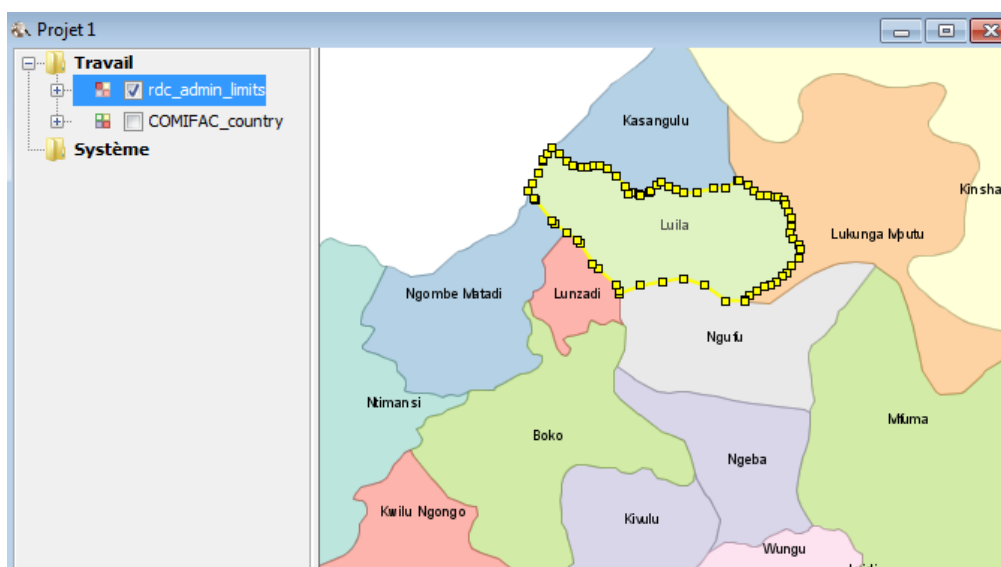 Projet 1
Travail
rdc_admin_limits
COMIFAC_country
Système
Kasangulu
Luila
Lukunga Mputu
Ngombe Matadi
Lunzadi
Ngufu
Ntimansi
Mfuma
Boko
Ngeba
Kwilu Ngongo
Kivulu
Wungu